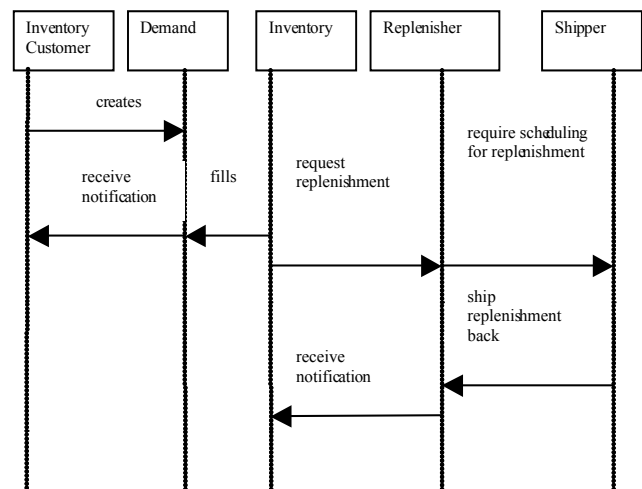 Inventory
Customer
Demand
Inventory
Replenisher
Shipper
creates
require scheduling
for replenishment
receive
notification
fills
request
replenishment
ship
replenishment
back
receive
notification